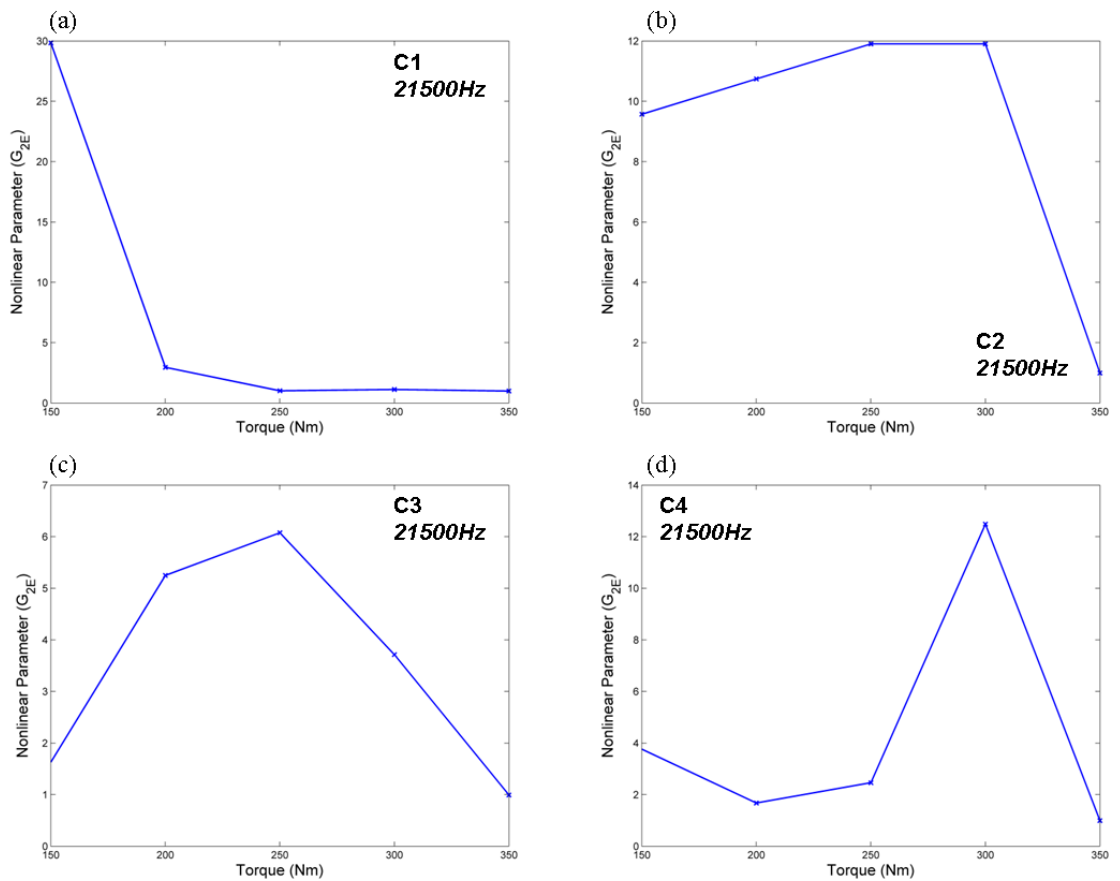 (a)
30
25
20
15
10
5
0
150
200
250
300
350
Nonlinear Parameter (G2E)
Torque (Nm)
C1
21500Hz
(b)
12
10
8
6
4
2
0
150
200
250
300
350
Nonlinear Parameter (G2E)
Torque (Nm)
C2
21500Hz
(c)
7
6
5
4
3
2
1
0
150
200
250
300
350
Nonlinear Parameter (G2E)
Torque (Nm)
C3
21500Hz
(d)
14
12
10
8
6
4
2
0
150
200
250
300
350
Nonlinear Parameter (G2E)
Torque (Nm)
C4
21500Hz